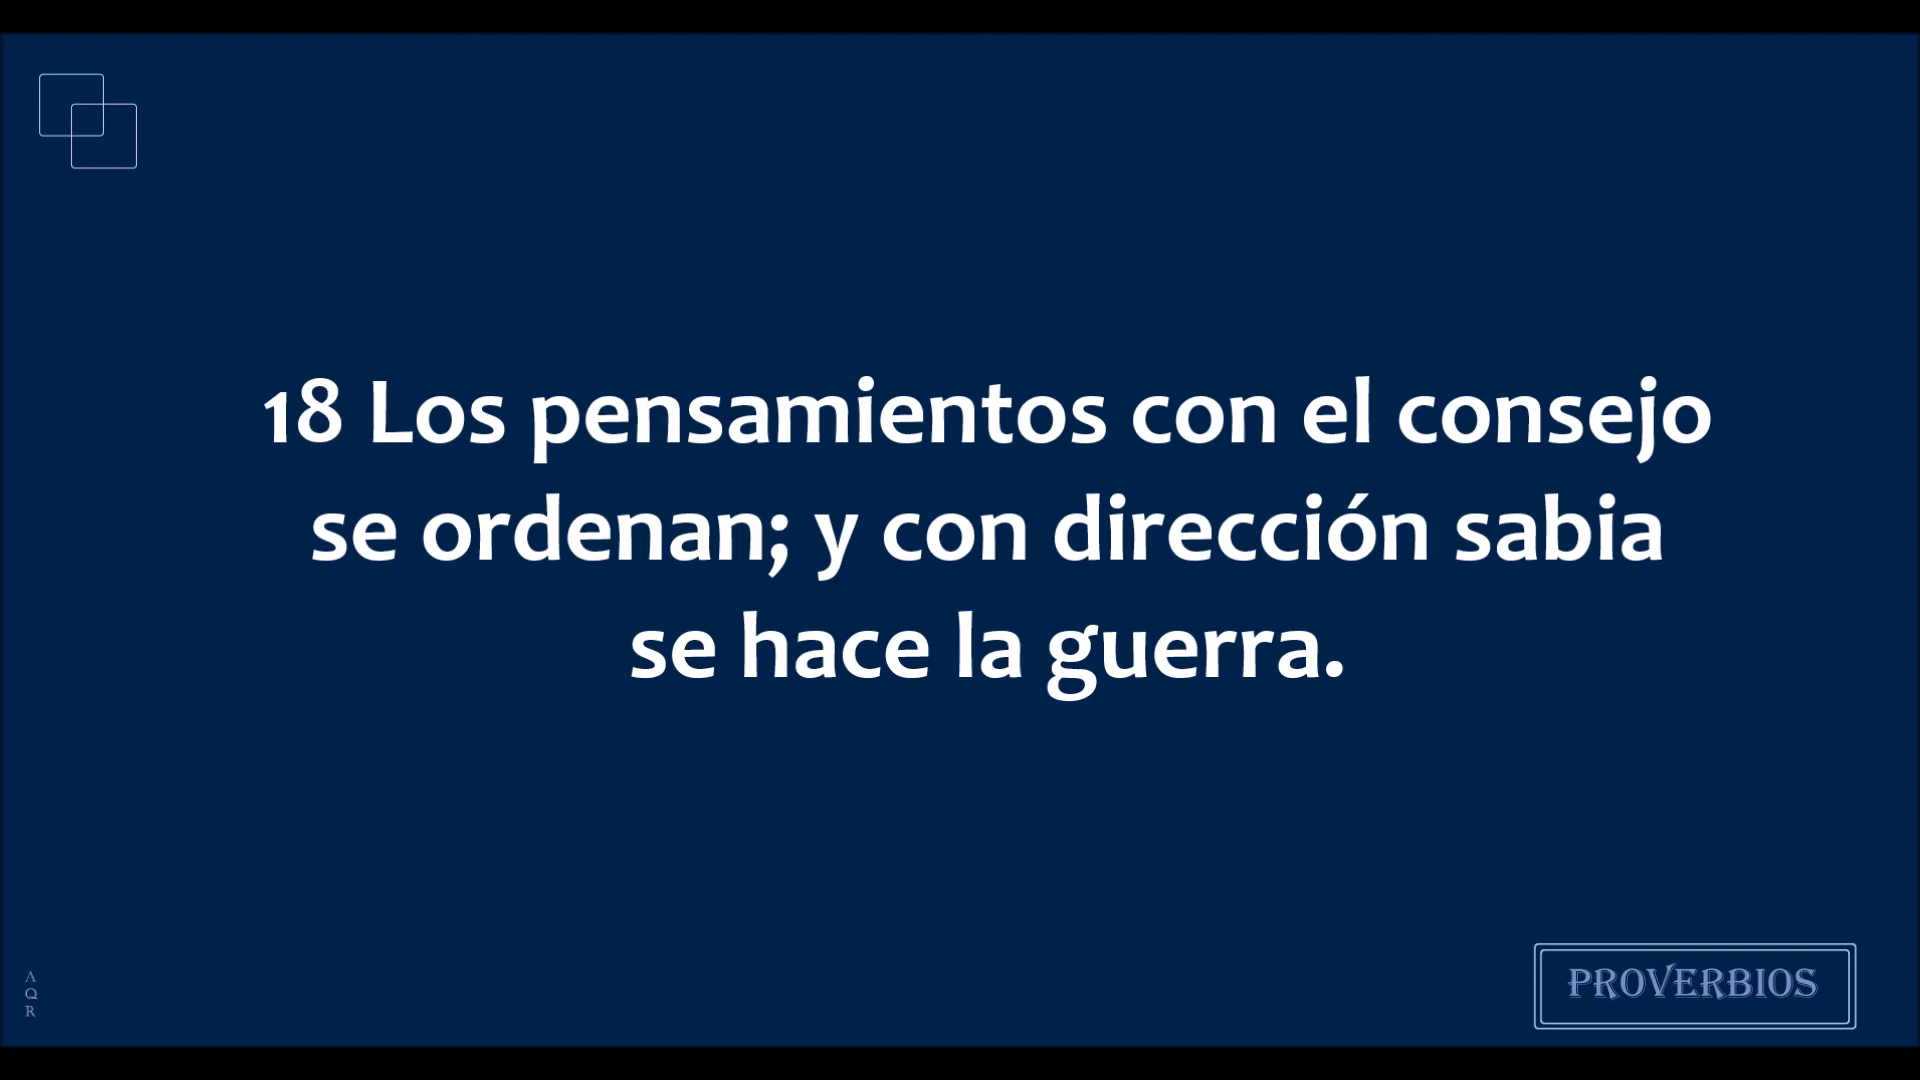 18 Los pensamientos con el consejo
se ordenan; y con dirección sabia
se hace la guerra.
PROVERBIOS
A
Q
R